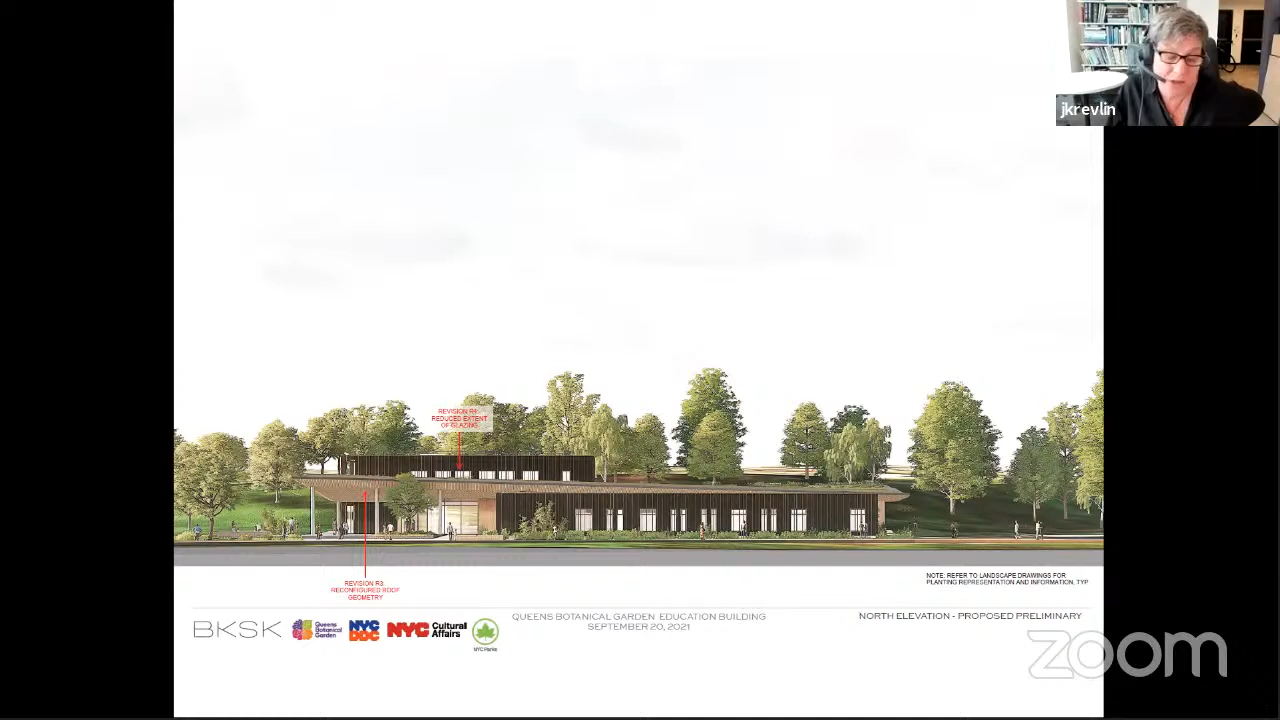 jkrevlin
REVISION R4:
REDUCED EXTENT
OF GLAZING
REVISION R3:
RECONFIGURED ROOF
GEOMETRY
NOTE: REFER TO LANDSCAPE DRAWINGS FOR
PLANTING REPRESENTATION AND INFORMATION, TYP
BKSK
Queens
Botanical
Garden
NYC
DDC
NYC Cultural
Affairs
NYC Parks
QUEENS BOTANICAL GARDEN EDUCATION BUILDING
SEPTEMBER 20, 2021
NORTH ELEVATION - PROPOSED PRELIMINARY
zoom